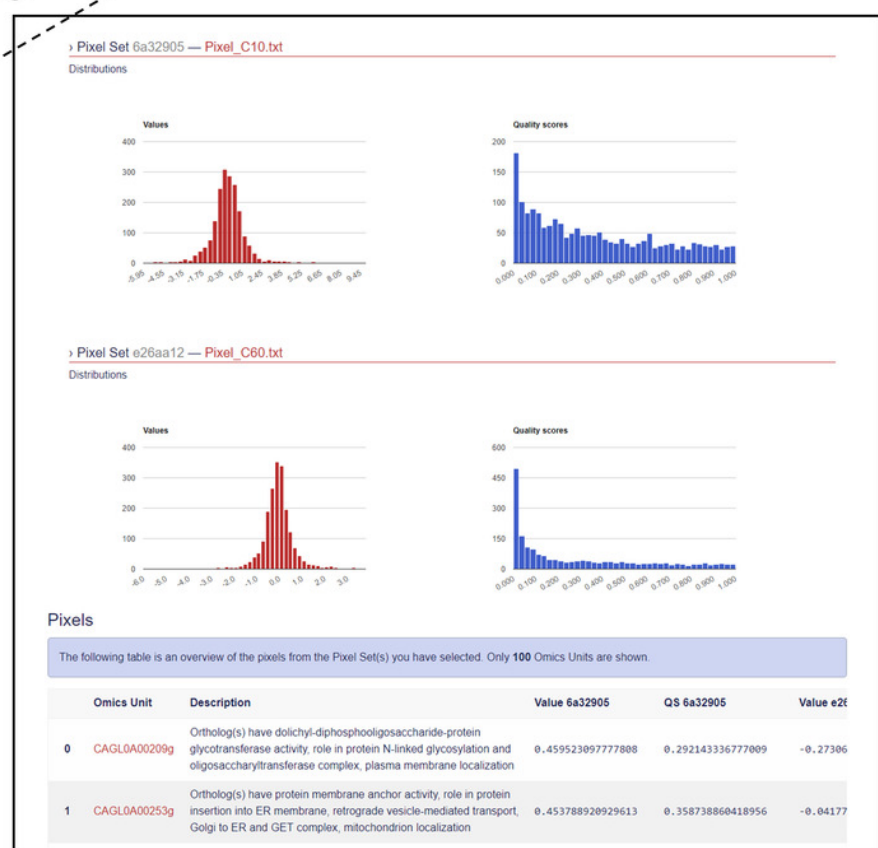 › Pixel Set 6a32905 — Pixel_C10.txt
Distributions
Values
400
300
200
100
0
-5.95 -4.55 -3.15 -1.75 -0.35 1.05 2.45 3.85 5.25 6.65 8.05 9.45
Quality scores
200
150
100
50
0
0.000 0.100 0.200 0.300 0.400 0.500 0.600 0.700 0.800 0.900 1.000
› Pixel Set e26aa12 — Pixel_C60.txt
Distributions
Values
400
300
200
100
0
-6.0 -5.0 -4.0 -3.0 -2.0 -1.0 0.0 1.0 2.0 3.0
Quality scores
600
450
300
150
0
0.000 0.100 0.200 0.300 0.400 0.500 0.600 0.700 0.800 0.900 1.000
Pixels
The following table is an overview of the pixels from the Pixel Set(s) you have selected. Only 100 Omics Units are shown.
Omics Unit Description Value 6a32905 QS 6a32905 Value e26
Ortholog(s) have dolichyl-diphosphooligosaccharide-protein
0 CAGL0A00209g glycotransferase activity, role in protein N-linked glycosylation and 0.459523097777808 0.292143336777009 -0.27306
oligosaccharyltransferase complex, plasma membrane localization
Ortholog(s) have protein membrane anchor activity, role in protein
1 CAGL0A00253g insertion into ER membrane, retrograde vesicle-mediated transport, 0.453788920929613 0.358738860418956 -0.04177
Golgi to ER and GET complex, mitochondrion localization